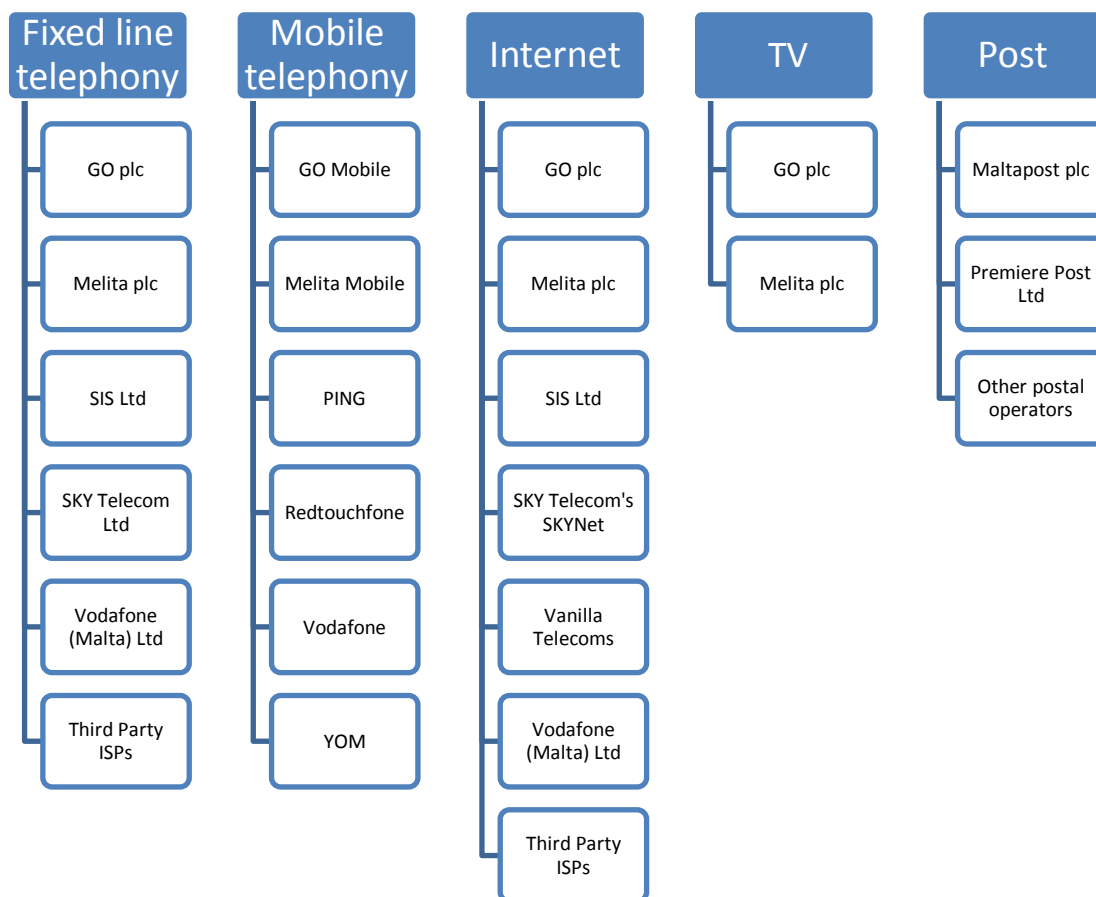 Fixed line
telephony
GO plc
Melita plc
SIS Ltd
SKY Telecom
Ltd
Vodafone
(Malta) Ltd
Third Party
ISPs
Mobile
telephony
GO Mobile
Melita Mobile
PING
Redtouchfone
Vodafone
YOM
Internet
GO plc
Melita plc
SIS Ltd
SKY Telecom's
SKYNet
Vanilla
Telecoms
Vodafone
(Malta) Ltd
Third Party
ISPs
TV
GO plc
Melita plc
Post
Maltapost plc
Premiere Post
Ltd
Other postal
operators